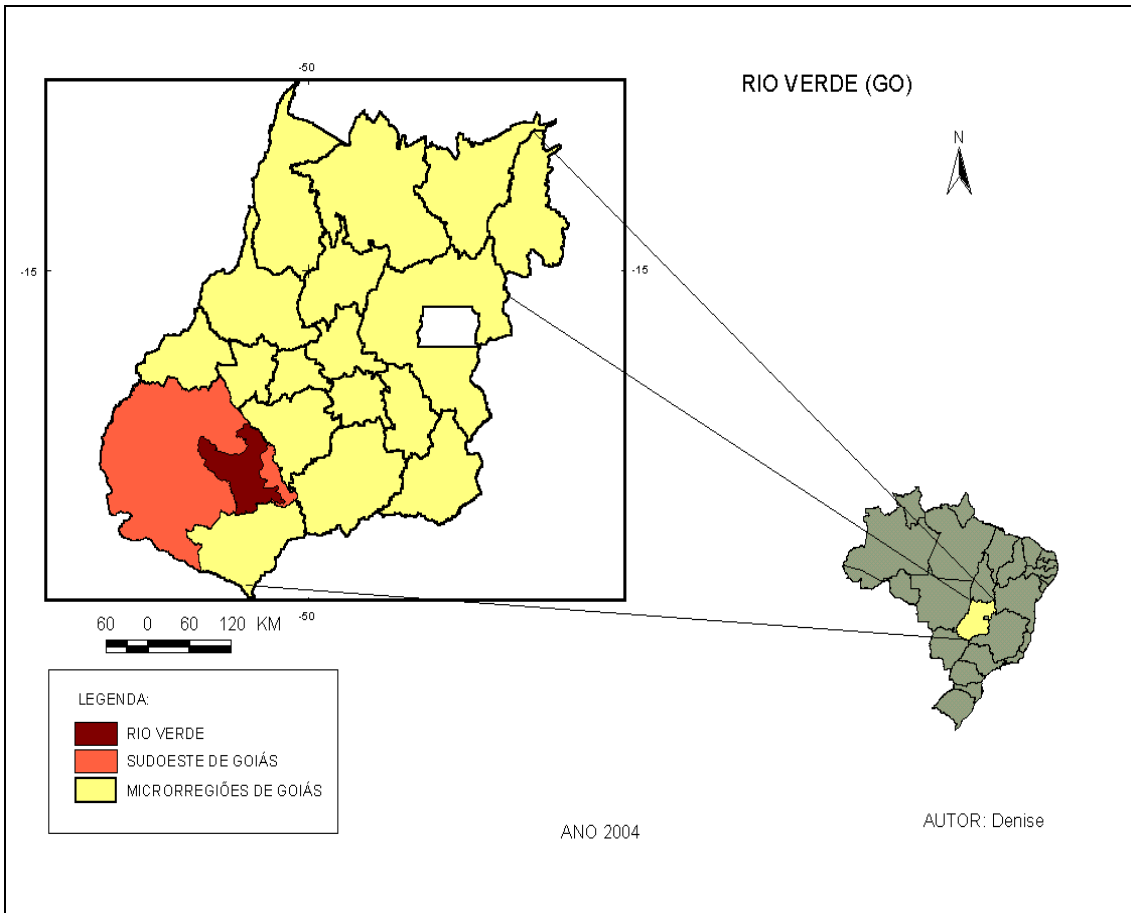 RIO VERDE (GO)
-50
N
-15
-15
-50
60 0 60 120 KM
LEGENDA:
RIO VERDE
SUDOESTE DE GOIÁS
MICRORREGIÕES DE GOIÁS
ANO 2004
AUTOR: Denise